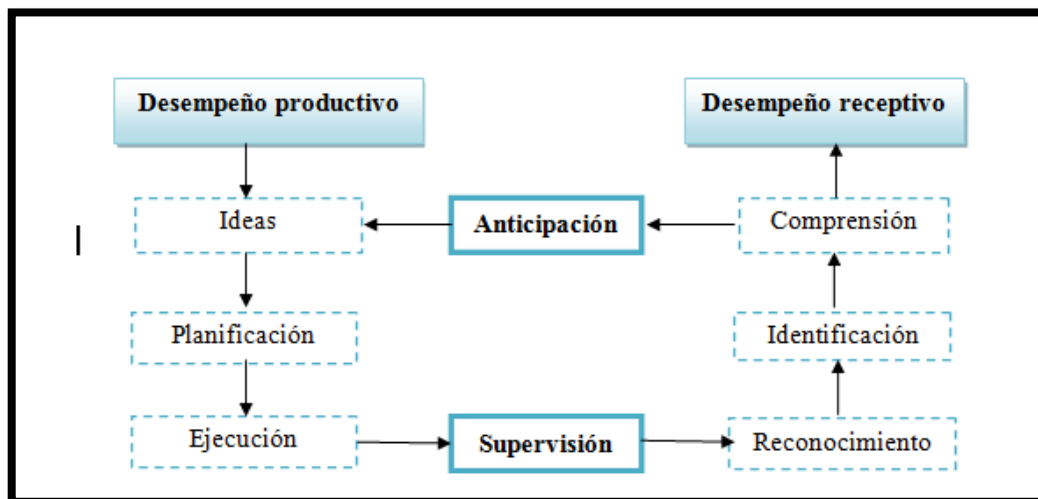 Desempeño productivo
Desempeño receptivo
Ideas
Anticipación
Comprensión
Planificación
Identificación
Ejecución
Supervisión
Reconocimiento